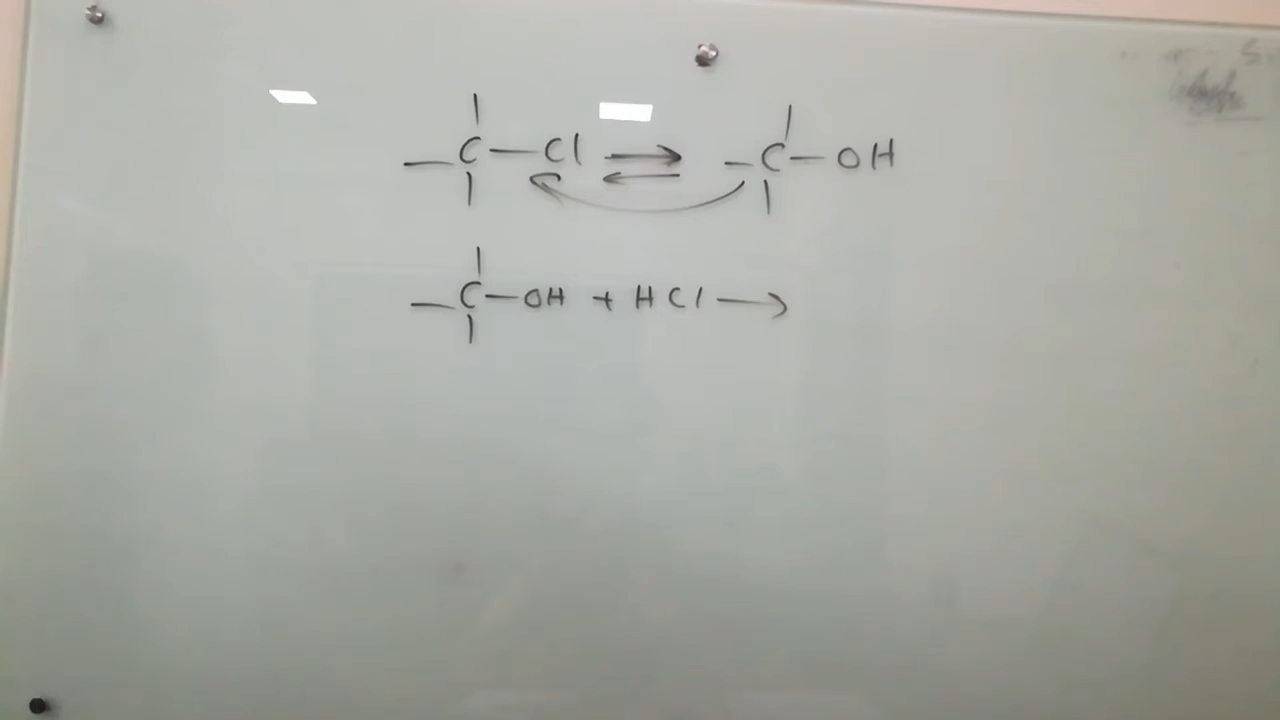 — C — Cl ⇌ — C — OH
— C — OH + HCl →